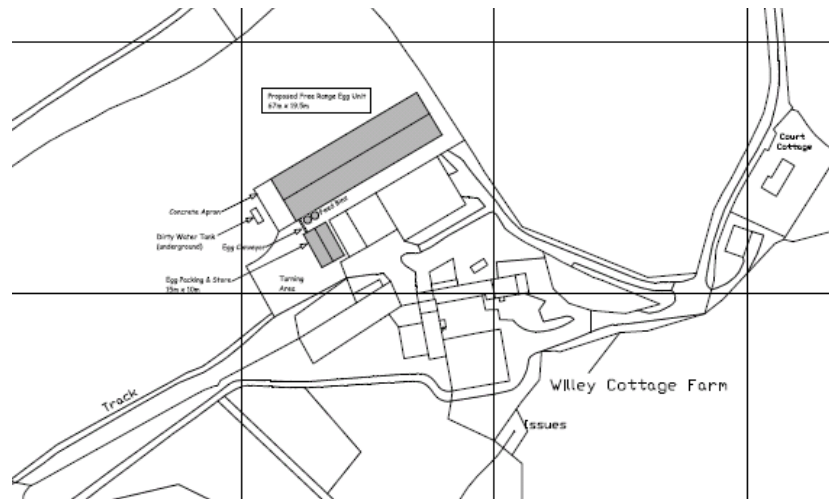 Proposed Free Range Egg Unit
67m x 19.5m
Court
Cottage
Concrete Apron
Feed Bins
Dirty Water Tank
(underground)
Egg Conveyor
Egg Packing & Store
15m x 10m
Turning
Area
Track
Willey Cottage Farm
Issues